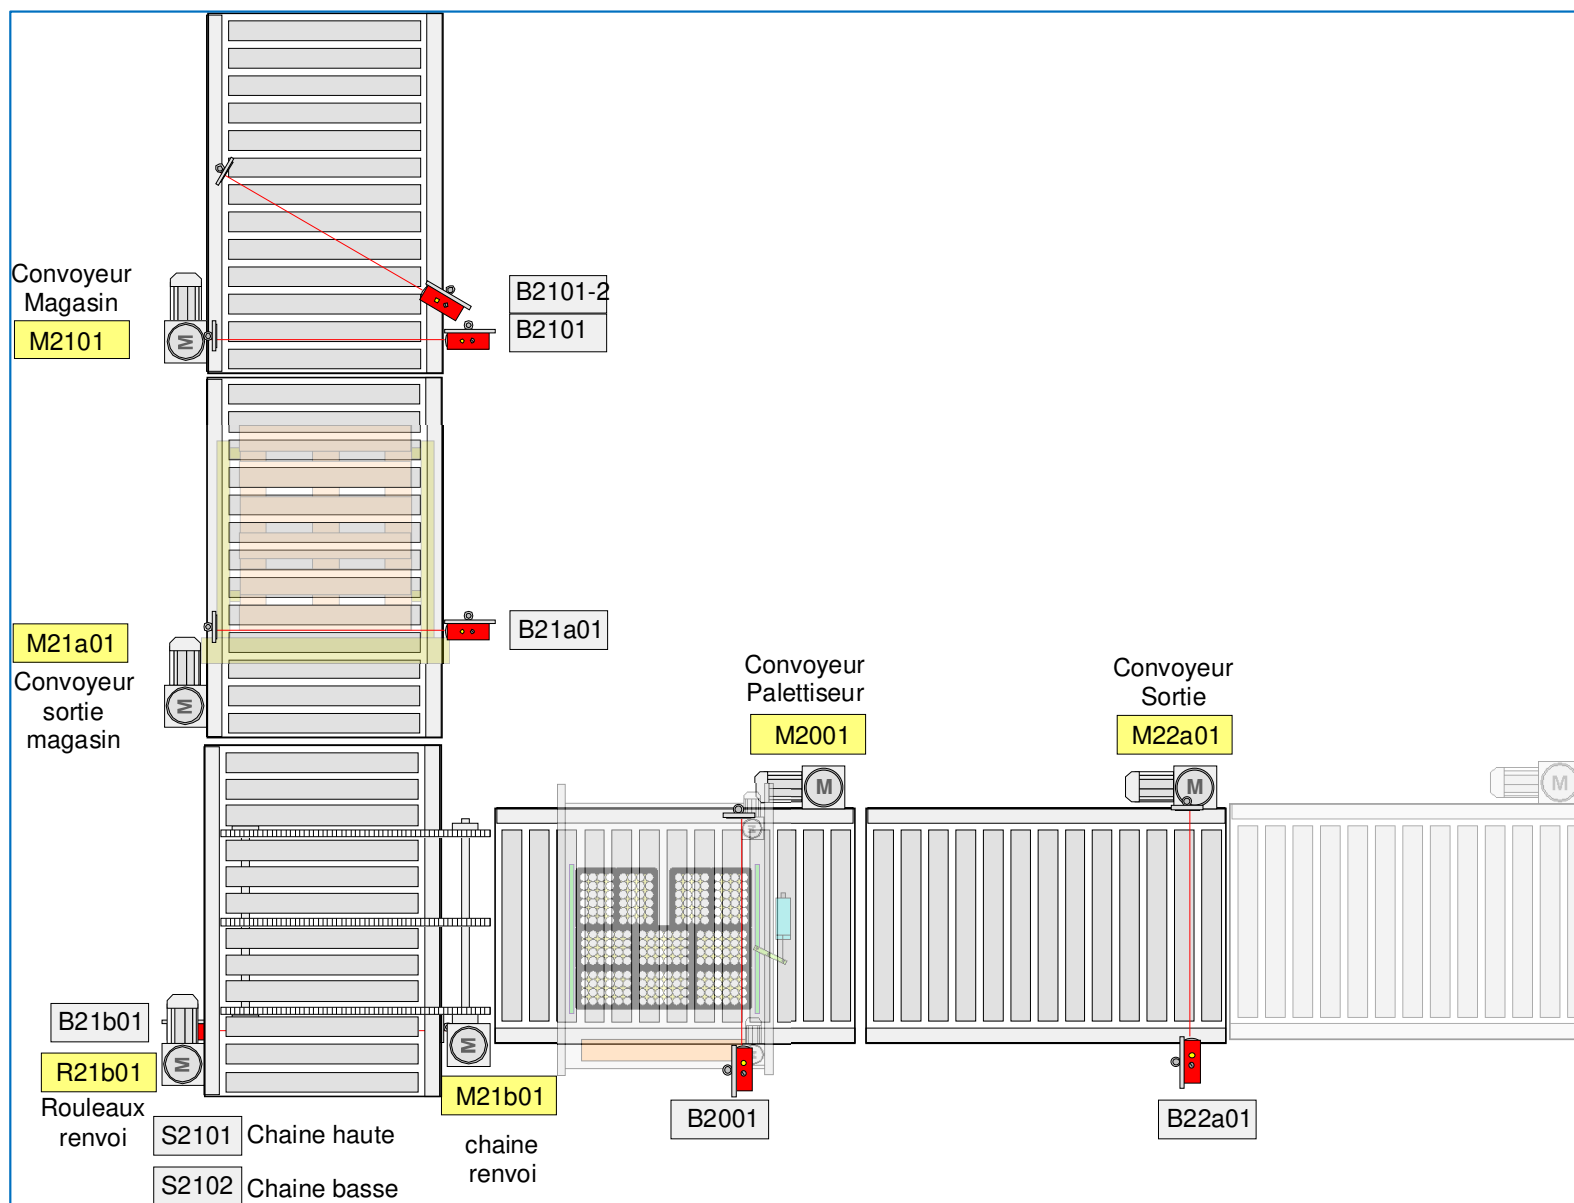 Convoyeur
Magasin
M2101
M
B2101-2
B2101
B21a01
M21a01
M
Convoyeur
sortie
magasin
Convoyeur
Palettiseur
M2001
M
Convoyeur
Sortie
M22a01
M
M
M
B21b01
M
R21b01
Rouleaux
renvoi
M
M21b01
chaine
renvoi
M
B2001
B22a01
S2101 Chaine haute
S2102 Chaine basse